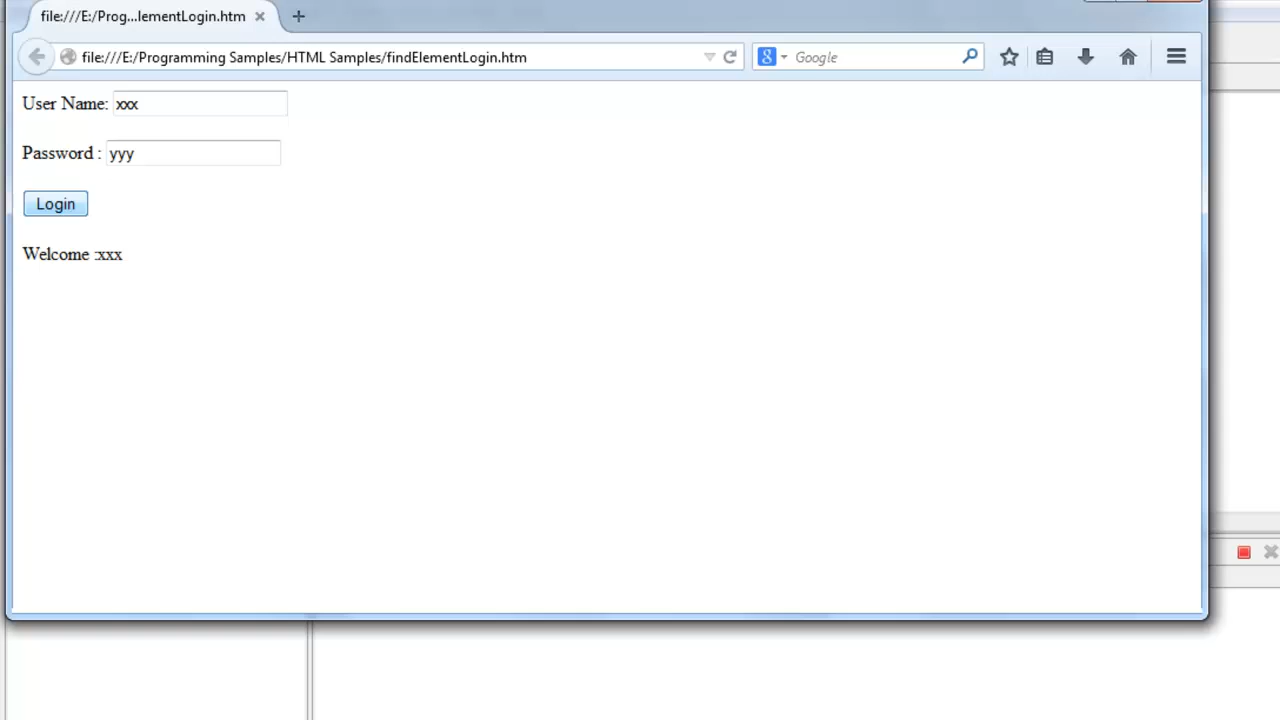 file:///E:/Prog...lementLogin.htm
file:///E:/Programming Samples/HTML Samples/findElementLogin.htm
8
Google
User Name: xxx
Password : yyy
Login
Welcome :xxx